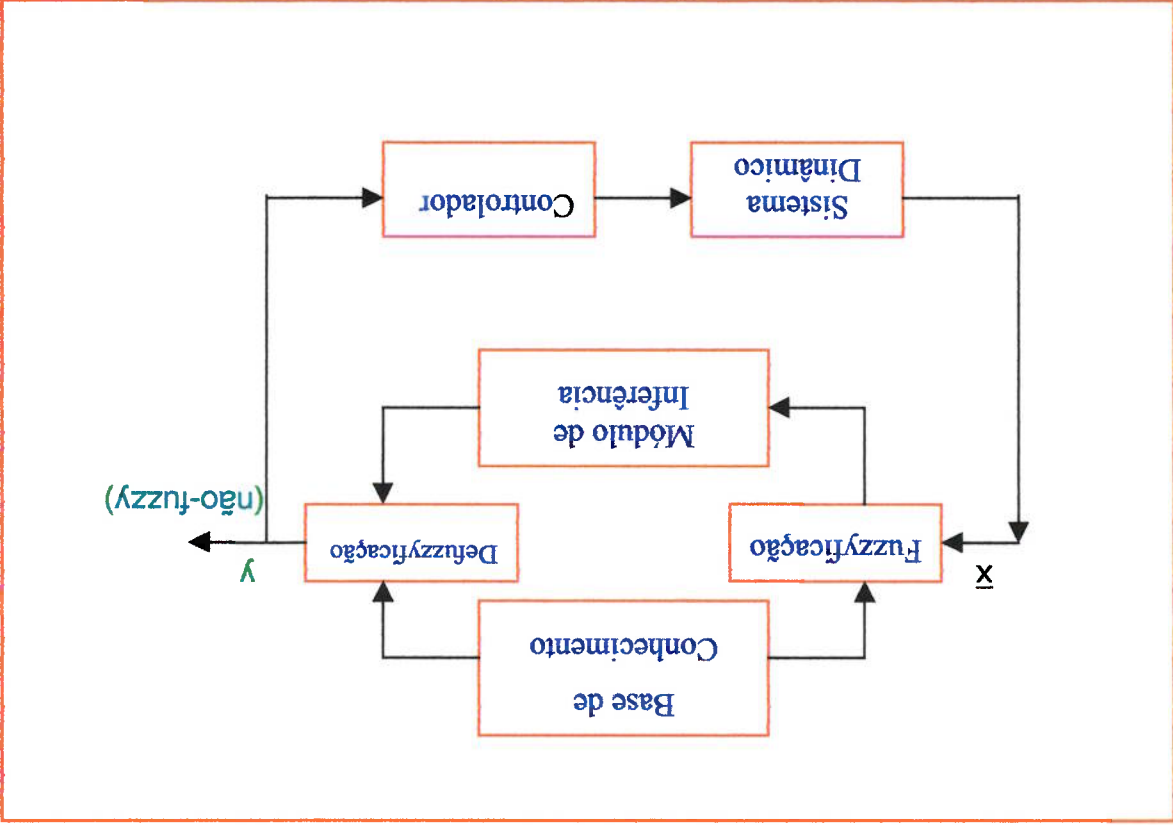 Base de
Conhecimento
x
Fuzzyficação
Defuzzyficação
y
(não-fuzzy)
Módulo de
Inferência
Sistema
Dinâmico
Controlador